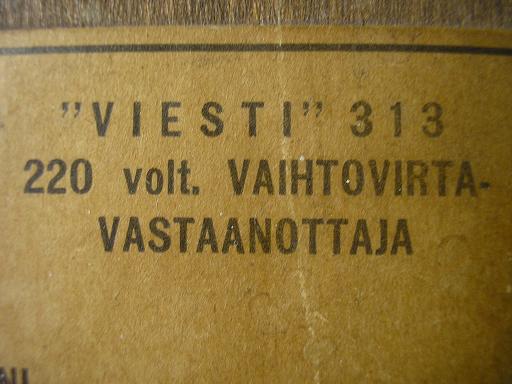 "VIESTI" 313
220 volt. VAIHTOVIRTA-
VASTAANOTTAJA